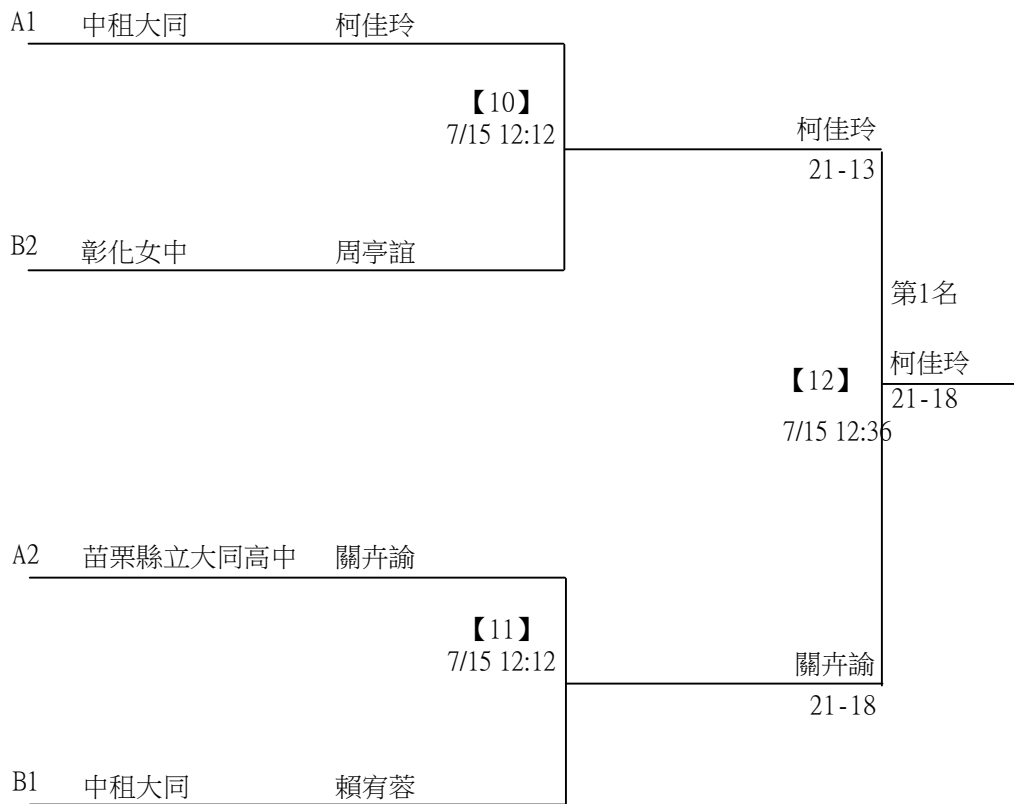 A1 中租大同 柯佳玲
【10】
7/15 12:12
柯佳玲
21-13
B2 彰化女中 周亭誼
第1名
柯佳玲
【12】
21-18
7/15 12:36
A2 苗栗縣立大同高中 關卉諭
【11】
7/15 12:12
關卉諭
21-18
B1 中租大同 賴宥蓉